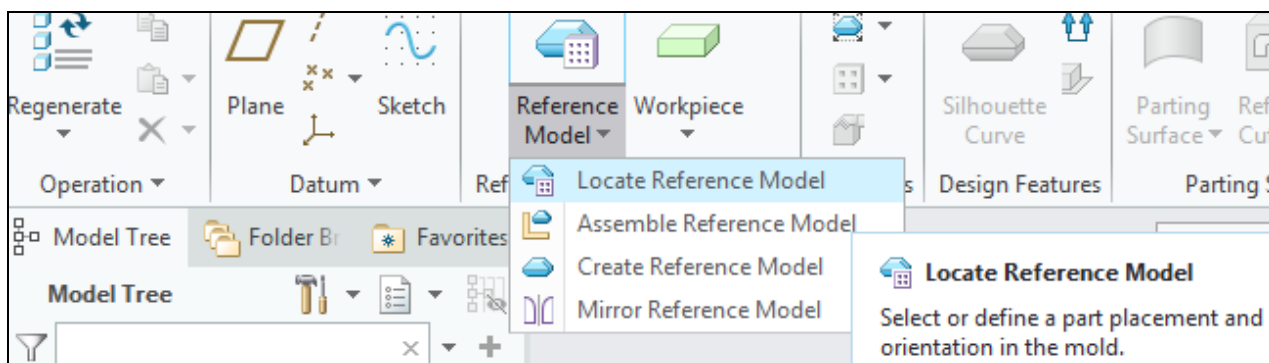 Regenerate
Plane
Sketch
Reference
Model
Workpiece
Silhouette
Curve
Parting
Surface
Operation
Datum
Design Features
Locate Reference Model
Assemble Reference Model
Create Reference Model
Mirror Reference Model
Model Tree
Favorites
Model Tree
Locate Reference Model
Select or define a part placement and
orientation in the mold.